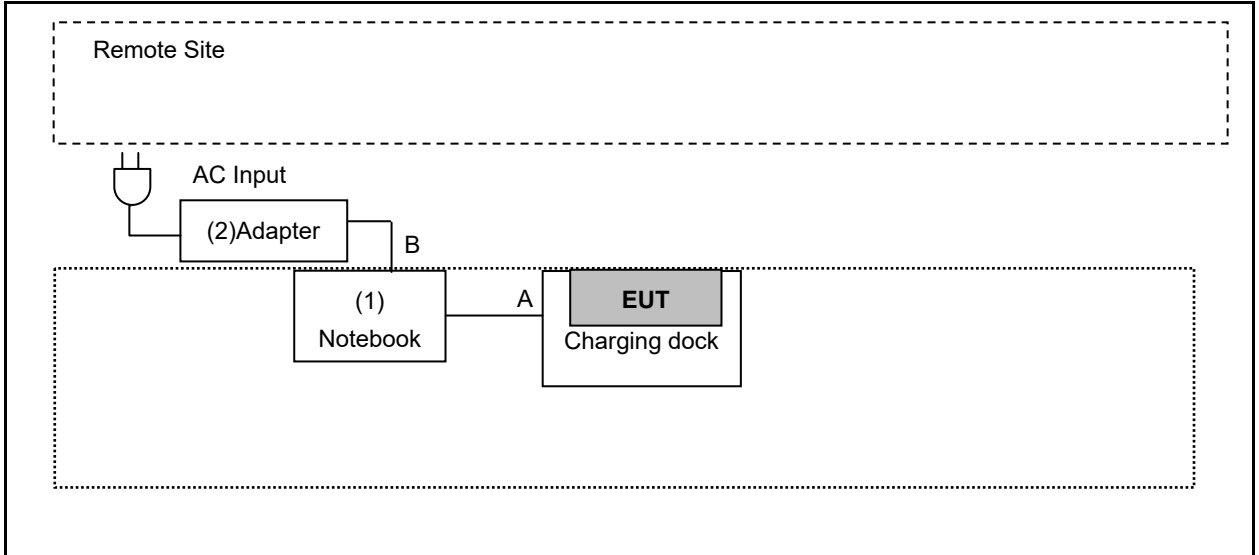 Remote Site
AC Input
(2)Adapter
B
(1)
Notebook
A
EUT
Charging dock